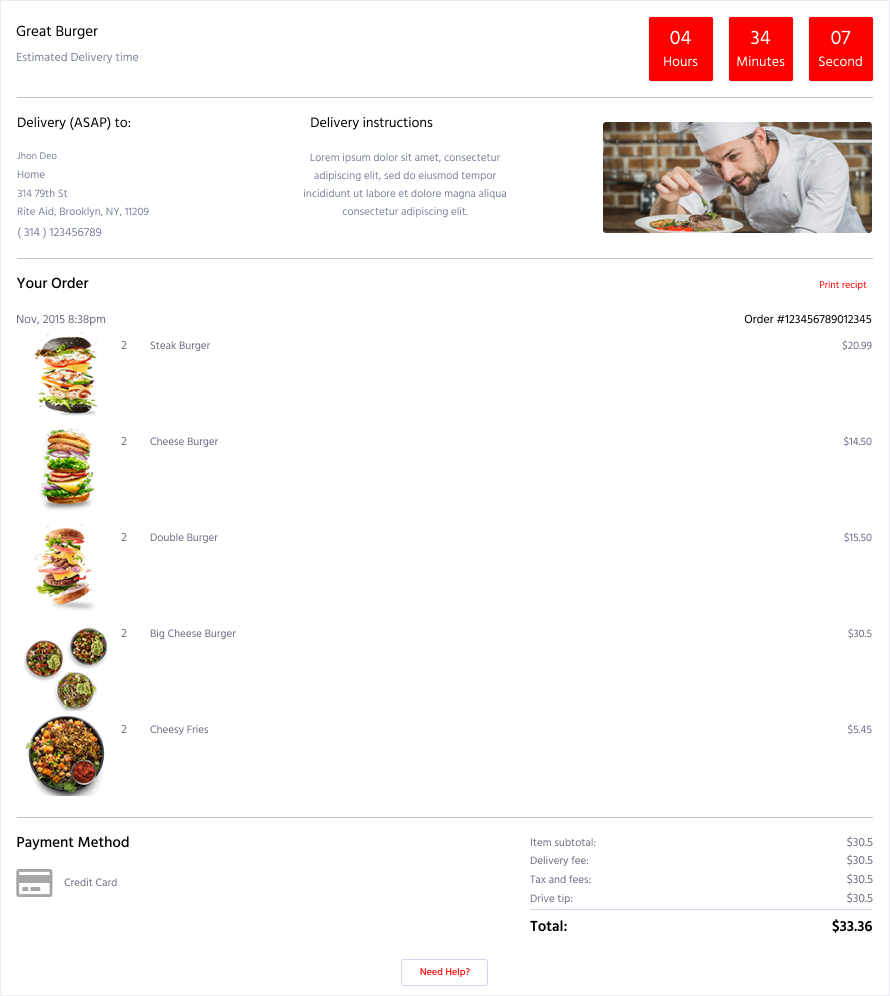 Great Burger
Estimated Delivery time
04
Hours
34
Minutes
07
Second
Delivery (ASAP) to:
Jhon Deo
Home
314 79th St
Rite Aid, Brooklyn, NY, 11209
( 314 ) 123456789
Delivery instructions
Lorem ipsum dolor sit amet, consectetur
adipiscing elit, sed do eiusmod tempor
incididunt ut labore et dolore magna aliqua
consectetur adipiscing elit.
Your Order
Print recipt
Nov, 2015 8:38pm
Order #123456789012345
2 Steak Burger $20.99
2 Cheese Burger $14.50
2 Double Burger $15.50
2 Big Cheese Burger $30.5
2 Cheesy Fries $5.45
Payment Method
Credit Card
Item subtotal: $30.5
Delivery fee: $30.5
Tax and fees: $30.5
Drive tip: $30.5
Total: $33.36
Need Help?